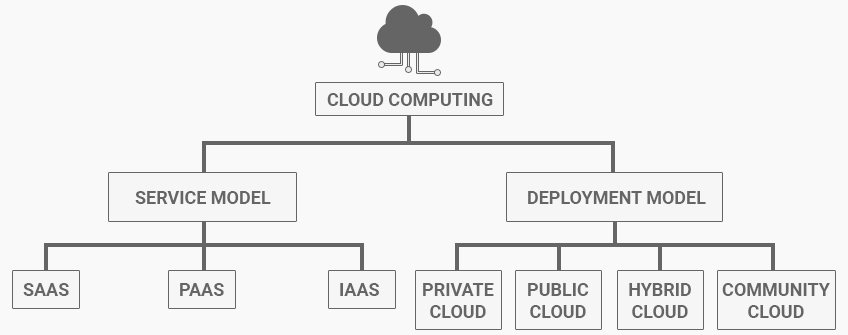 CLOUD COMPUTING
SERVICE MODEL
DEPLOYMENT MODEL
SAAS
PAAS
IAAS
PRIVATE
CLOUD
PUBLIC
CLOUD
HYBRID
CLOUD
COMMUNITY
CLOUD